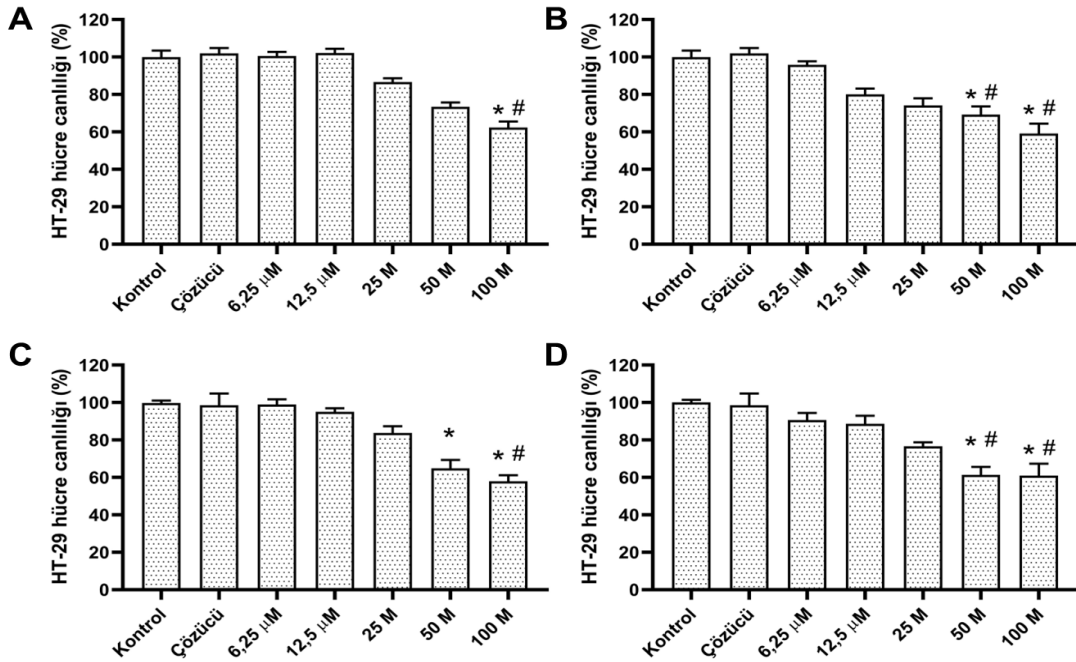 A
HT-29 hücre canlılığı (%)
120
100
80
60
40
20
0
* #
Kontrol
Çözücü
6,25 μM
12,5 μM
25 M
50 M
100 M
B
HT-29 hücre canlılığı (%)
120
100
80
60
40
20
0
* #
* #
Kontrol
Çözücü
6,25 μM
12,5 μM
25 M
50 M
100 M
C
HT-29 hücre canlılığı (%)
120
100
80
60
40
20
0
*
* #
Kontrol
Çözücü
6,25 μM
12,5 μM
25 M
50 M
100 M
D
HT-29 hücre canlılığı (%)
120
100
80
60
40
20
0
* #
* #
Kontrol
Çözücü
6,25 μM
12,5 μM
25 M
50 M
100 M